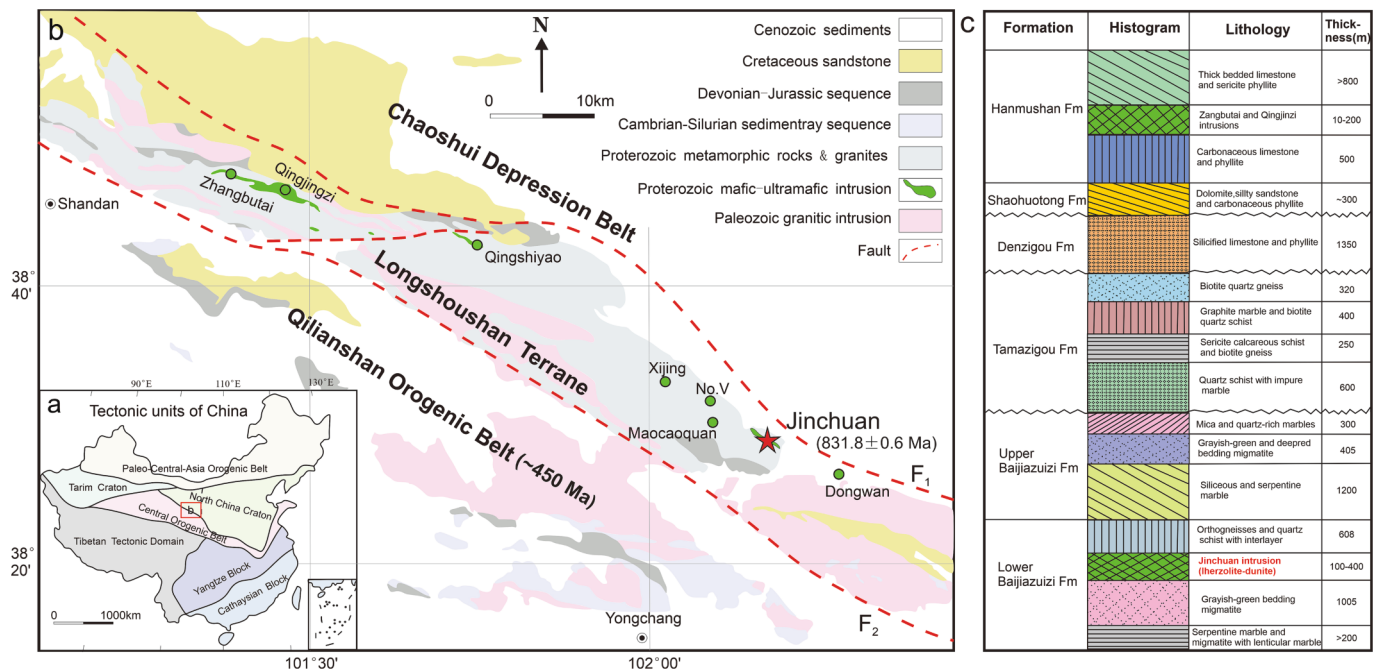 b
N
0
10km
Cenozoic sediments
Cretaceous sandstone
Devonian-Jurassic sequence
Cambrian-Silurian sedimentray sequence
Proterozoic metamorphic rocks & granites
Proterozoic mafic-ultramafic intrusion
Paleozoic granitic intrusion
Fault
Chaoshui Depression Belt
Longshoushan Terrane
Qilianshan Orogenic Belt (~450 Ma)
Qingjingzi
Zhangbutai
Shandan
Qingshiyao
Xijing
No.V
Maocaoquan
Jinchuan
(831.8±0.6 Ma)
Dongwan
F1
F2
Yongchang
38°
40'
38°
20'
101°30'
102°00'
90°E
110°E
130°E
a
Tectonic units of China
Paleo-Central-Asia Orogenic Belt
Tarim Craton
North China Craton
b
Central Orogenic Belt
Tibetan Tectonic Domain
Yangtze Block
Cathaysian Block
0
1000km
c
Formation
Histogram
Lithology
Thick-
ness(m)
Hanmushan Fm
Thick bedded limestone
and sericite phyllite
>800
Zangbutai and Qingjinzi
intrusions
10-200
Carbonaceous limestone
and phyllite
500
Shaohuotong Fm
Dolomite,sillty sandstone
and carbonaceous phyllite
~300
Denzigou Fm
Silicified limestone and phyllite
1350
Tamazigou Fm
Biotite quartz gneiss
320
Graphite marble and biotite
quartz schist
400
Sericite calcareous schist
and biotite gneiss
250
Quartz schist with impure
marble
600
Upper
Baijiazuizi Fm
Mica and quartz-rich marbles
300
Grayish-green and deepred
bedding migmatite
405
Siliceous and serpentine
marble
1200
Lower
Baijiazuizi Fm
Orthogneisses and quartz
schist with interlayer
608
Jinchuan intrusion
(lherzolite-dunite)
100-400
Grayish-green bedding
migmatite
1005
Serpentine marble and
migmatite with lenticular marble
>200